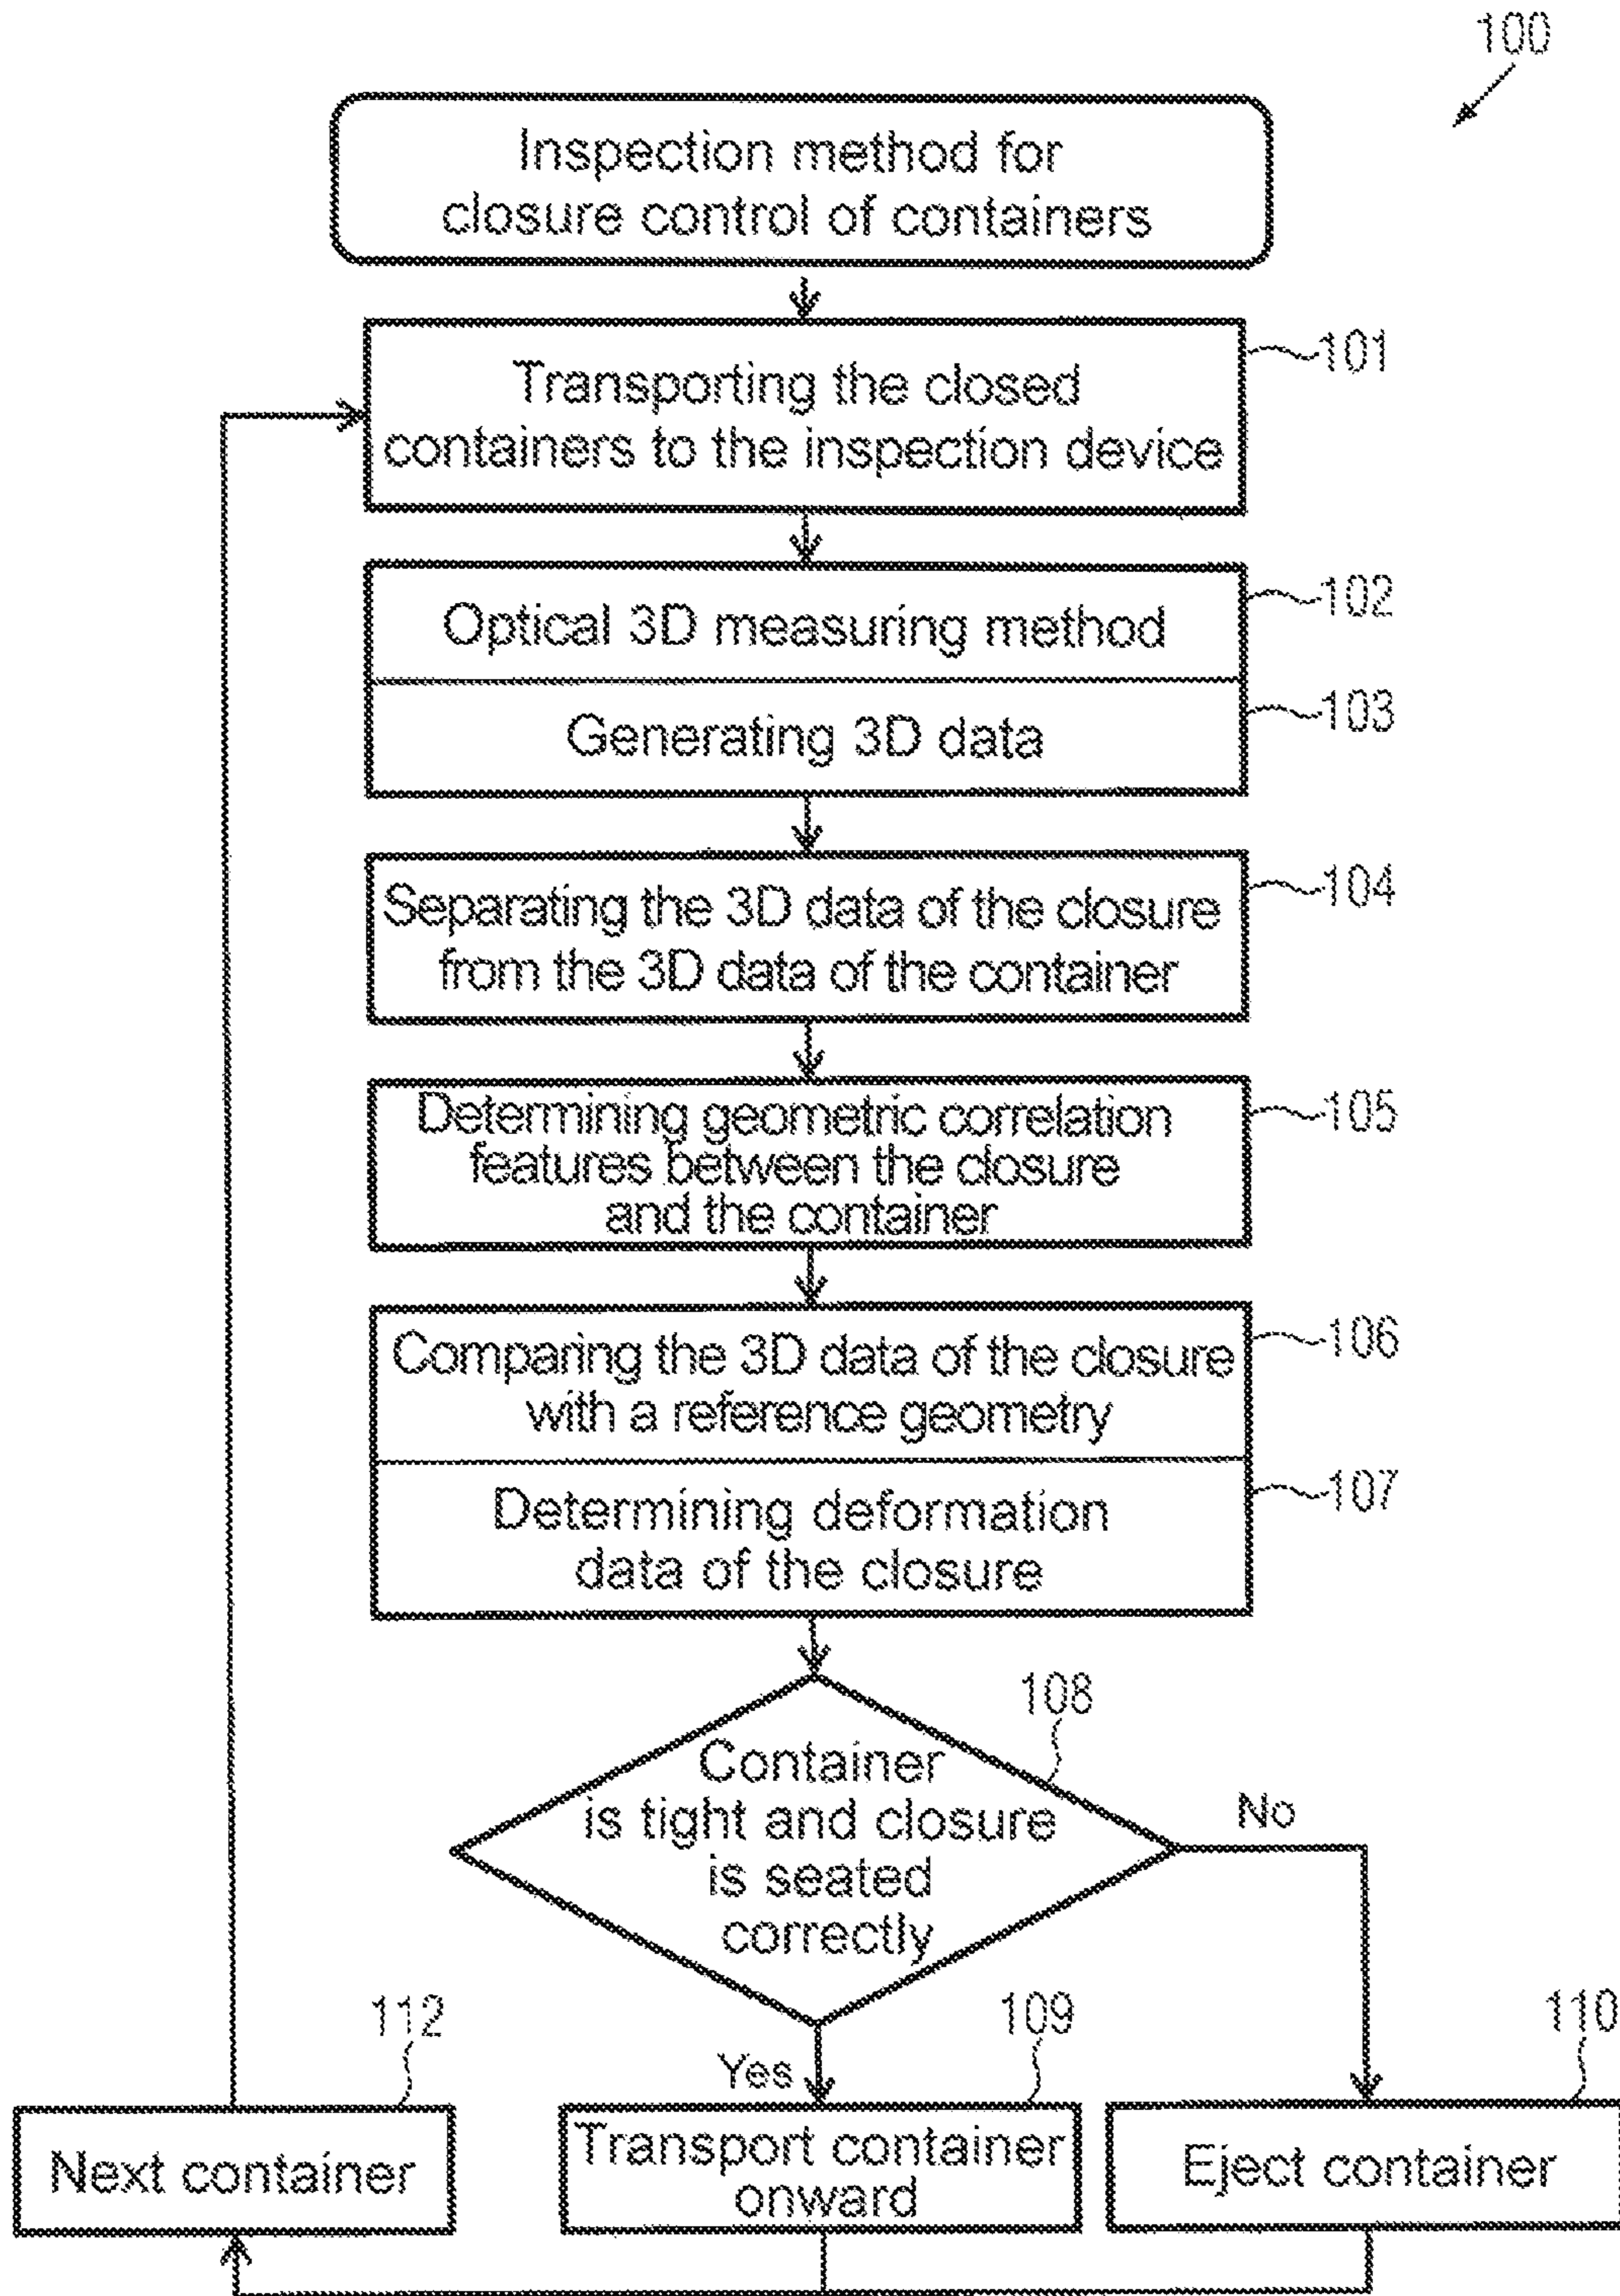 100
Inspection method for
closure control of containers
101
Transporting the closed
containers to the inspection device
102
Optical 3D measuring method
103
Generating 3D data
104
Separating the 3D data of the closure
from the 3D data of the container
105
Determining geometric correlation
features between the closure
and the container
106
Comparing the 3D data of the closure
with a reference geometry
107
Determining deformation
data of the closure
108
Container
is tight and closure
is seated
correctly
No
Yes
112
109
110
Next container
Transport container
onward
Eject container